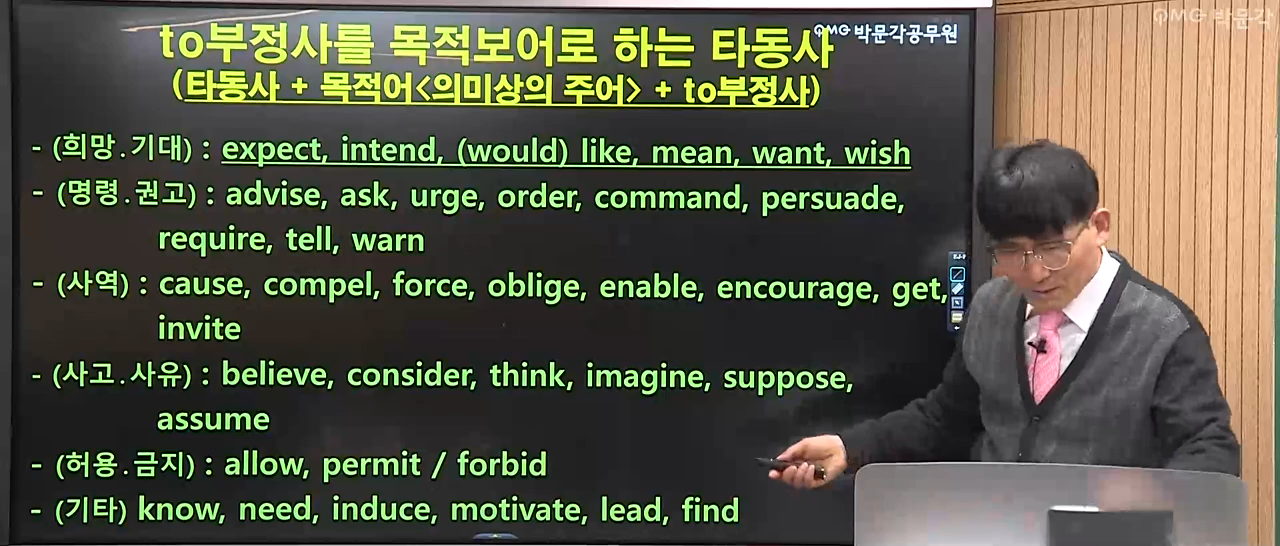 to부정사를 목적보어로 하는 타동사
PMG 박문각공무원
PMG 박문각
(타동사 + 목적어<의미상의 주어> + to부정사)
- (희망.기대) : expect, intend, (would) like, mean, want, wish
- (명령.권고) : advise, ask, urge, order, command, persuade,
require, tell, warn
- (사역) : cause, compel, force, oblige, enable, encourage, get,
invite
- (사고.사유) : believe, consider, think, imagine, suppose,
assume
- (허용.금지) : allow, permit / forbid
- (기타) know, need, induce, motivate, lead, find